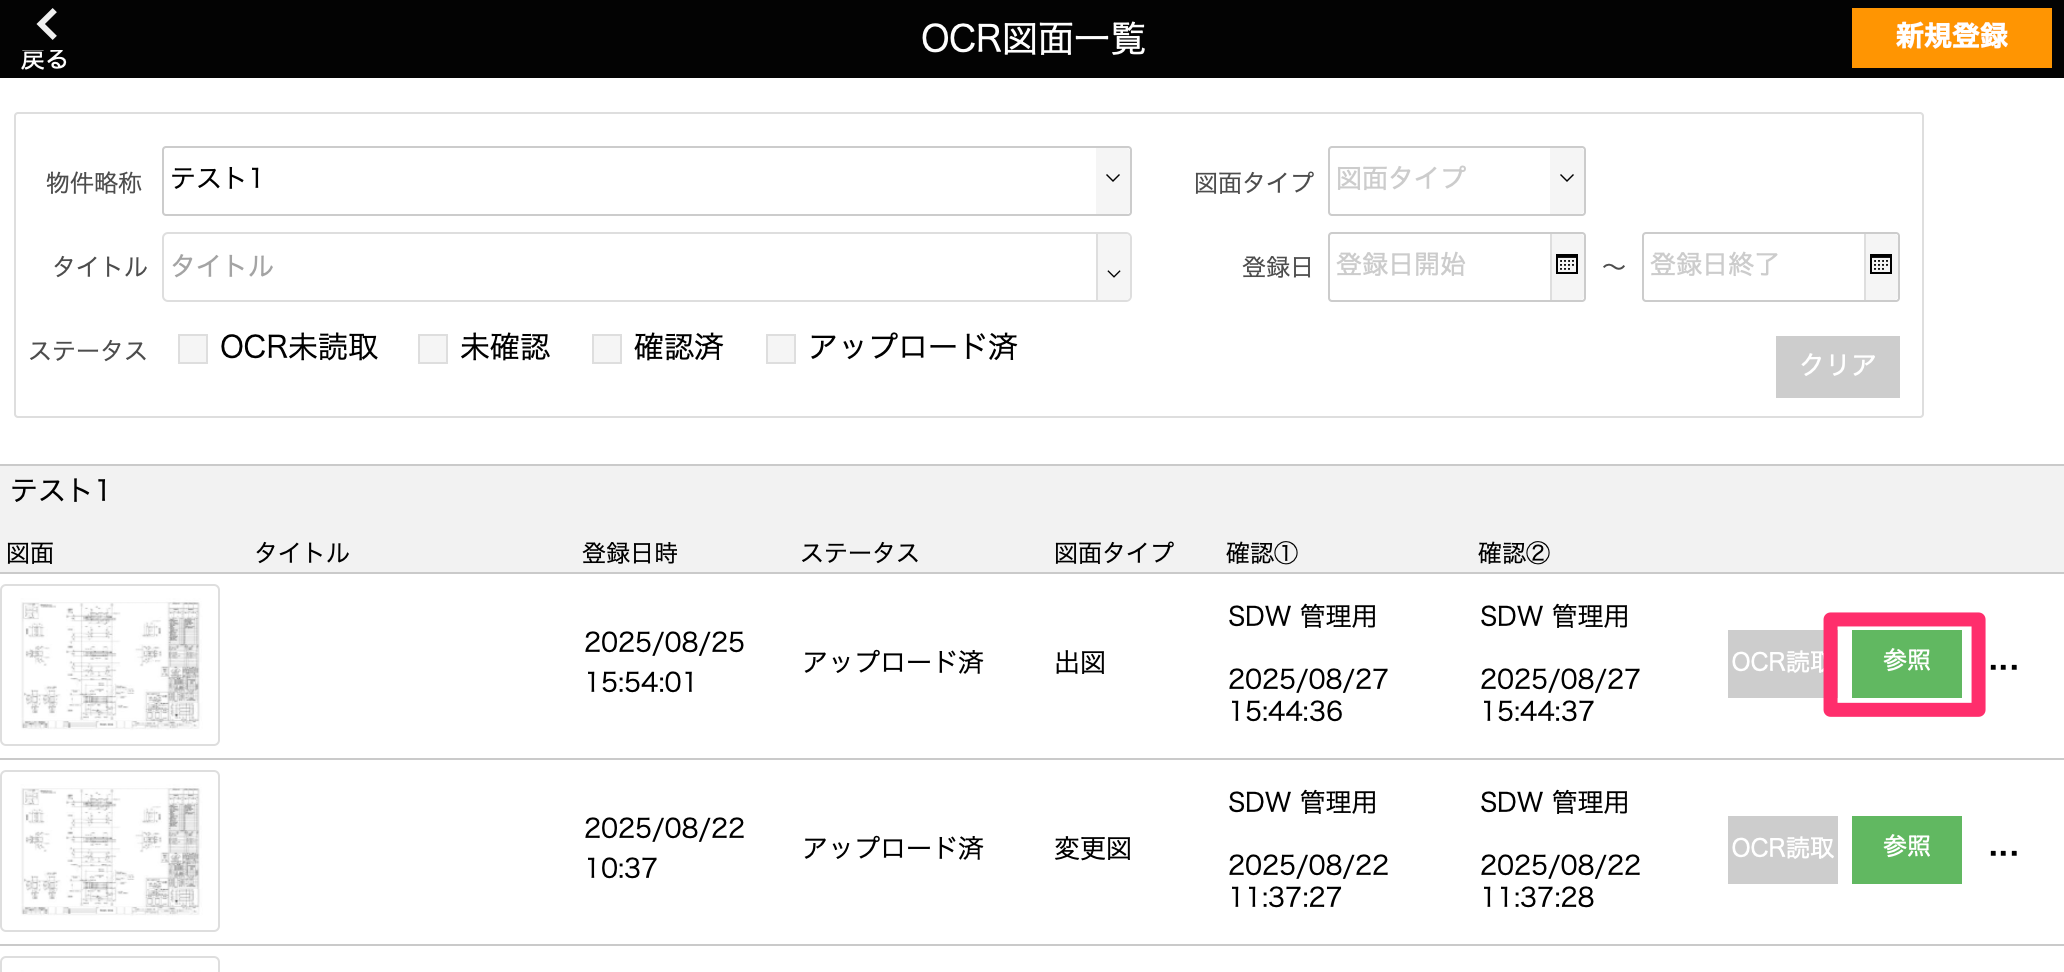 戻る
OCR図面一覧
新規登録
物件略称
テスト1
図面タイプ
図面タイプ
タイトル
タイトル
登録日
登録日開始
～
登録日終了
ステータス
OCR未読取
未確認
確認済
アップロード済
クリア
テスト1
図面
タイトル
登録日時
ステータス
図面タイプ
確認①
確認②
2025/08/25
15:54:01
アップロード済
出図
SDW 管理用
2025/08/27
15:44:36
SDW 管理用
2025/08/27
15:44:37
OCR読取
参照
...
2025/08/22
10:37
アップロード済
変更図
SDW 管理用
2025/08/22
11:37:27
SDW 管理用
2025/08/22
11:37:28
OCR読取
参照
...